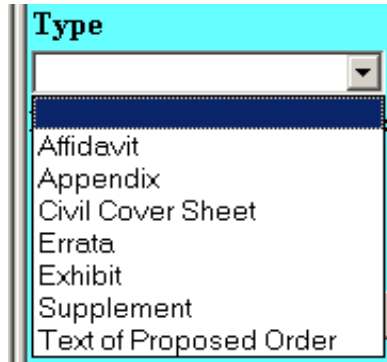 Type
Affidavit
Appendix
Civil Cover Sheet
Errata
Exhibit
Supplement
Text of Proposed Order